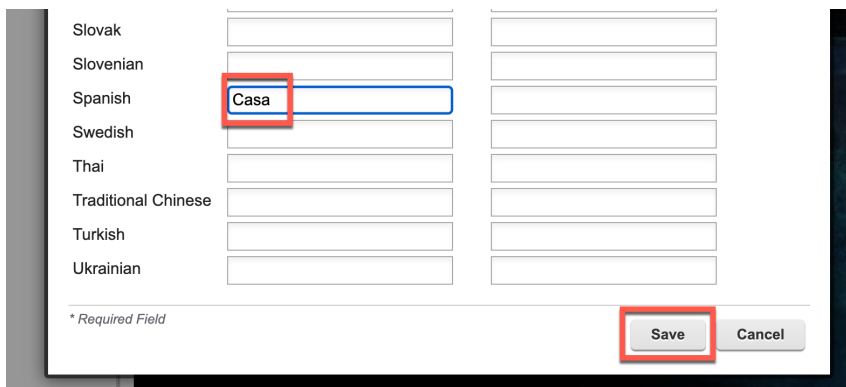 Slovak
Slovenian
Spanish Casa
Swedish
Thai
Traditional Chinese
Turkish
Ukrainian
* Required Field
Save Cancel